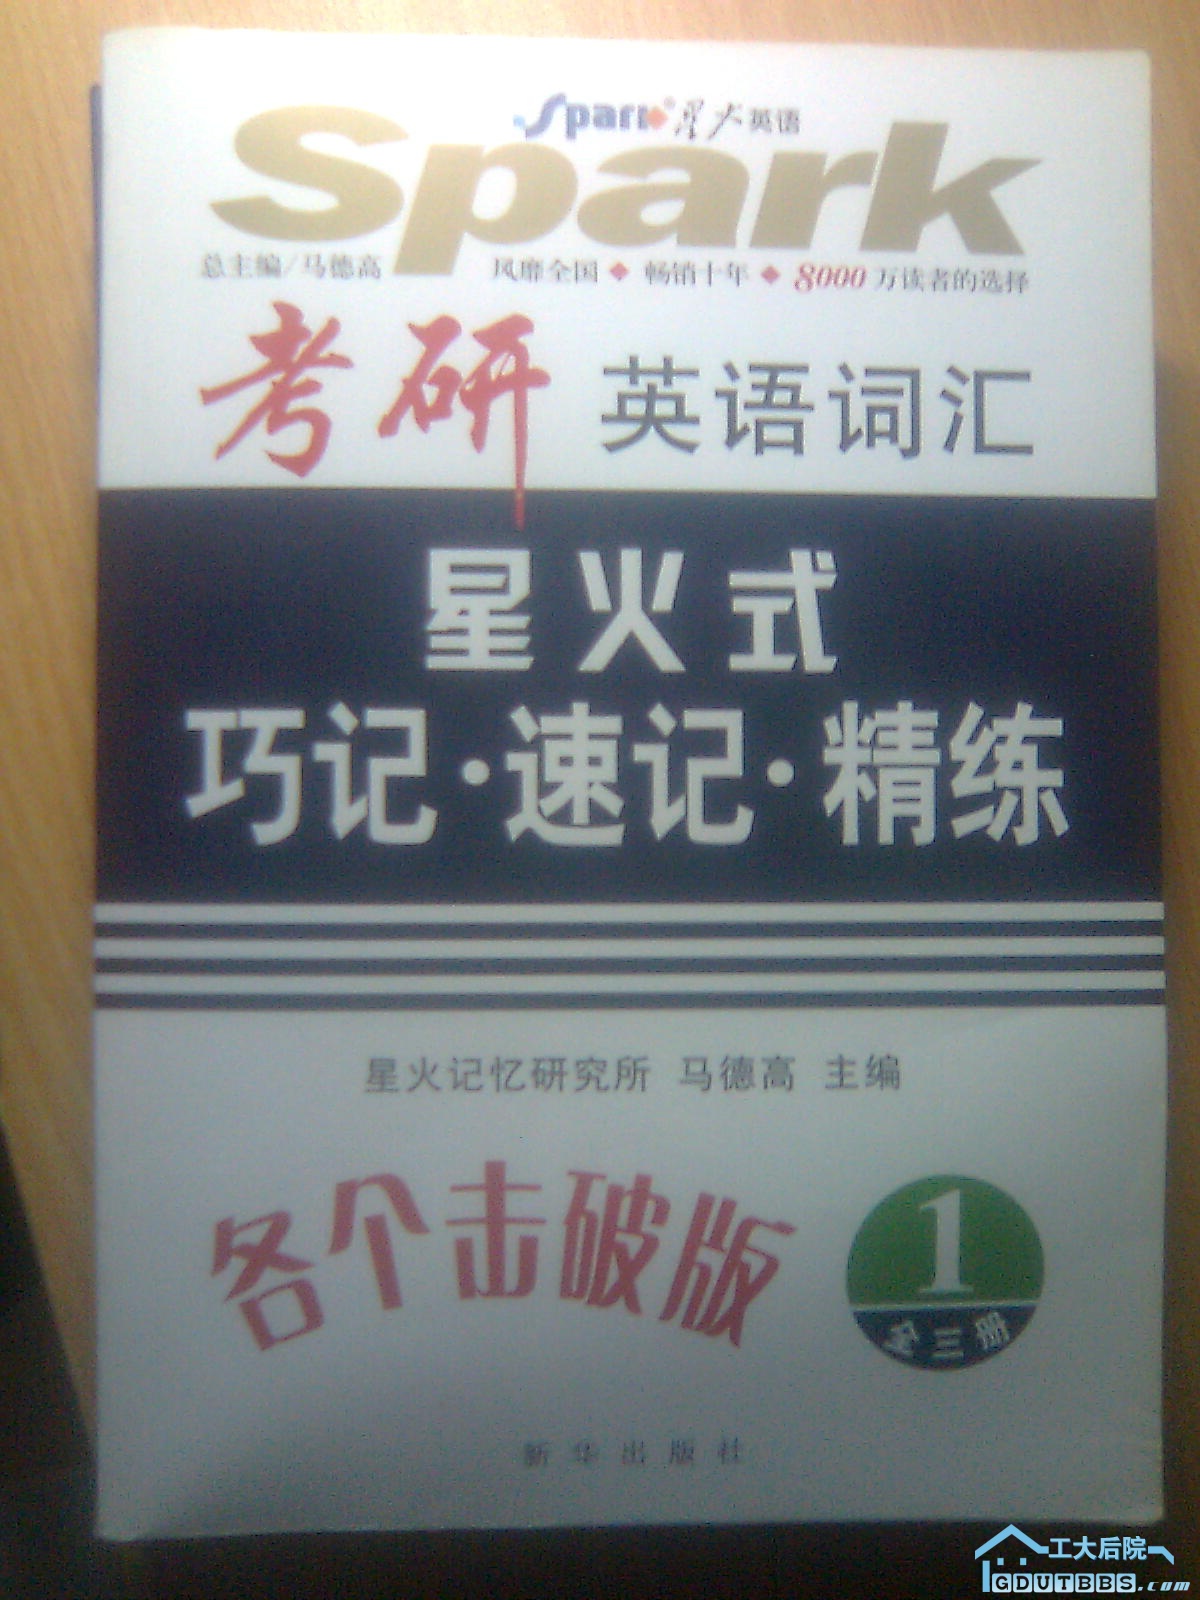 Spark 星火英语
Spark
总主编/马德高
风靡全国◆畅销十年◆8000万读者的选择
考研 英语词汇
星火式
巧记·速记·精练
星火记忆研究所 马德高 主编
各个击破版
1
全三册
新华出版社
工大后院
GDUTBBS.com